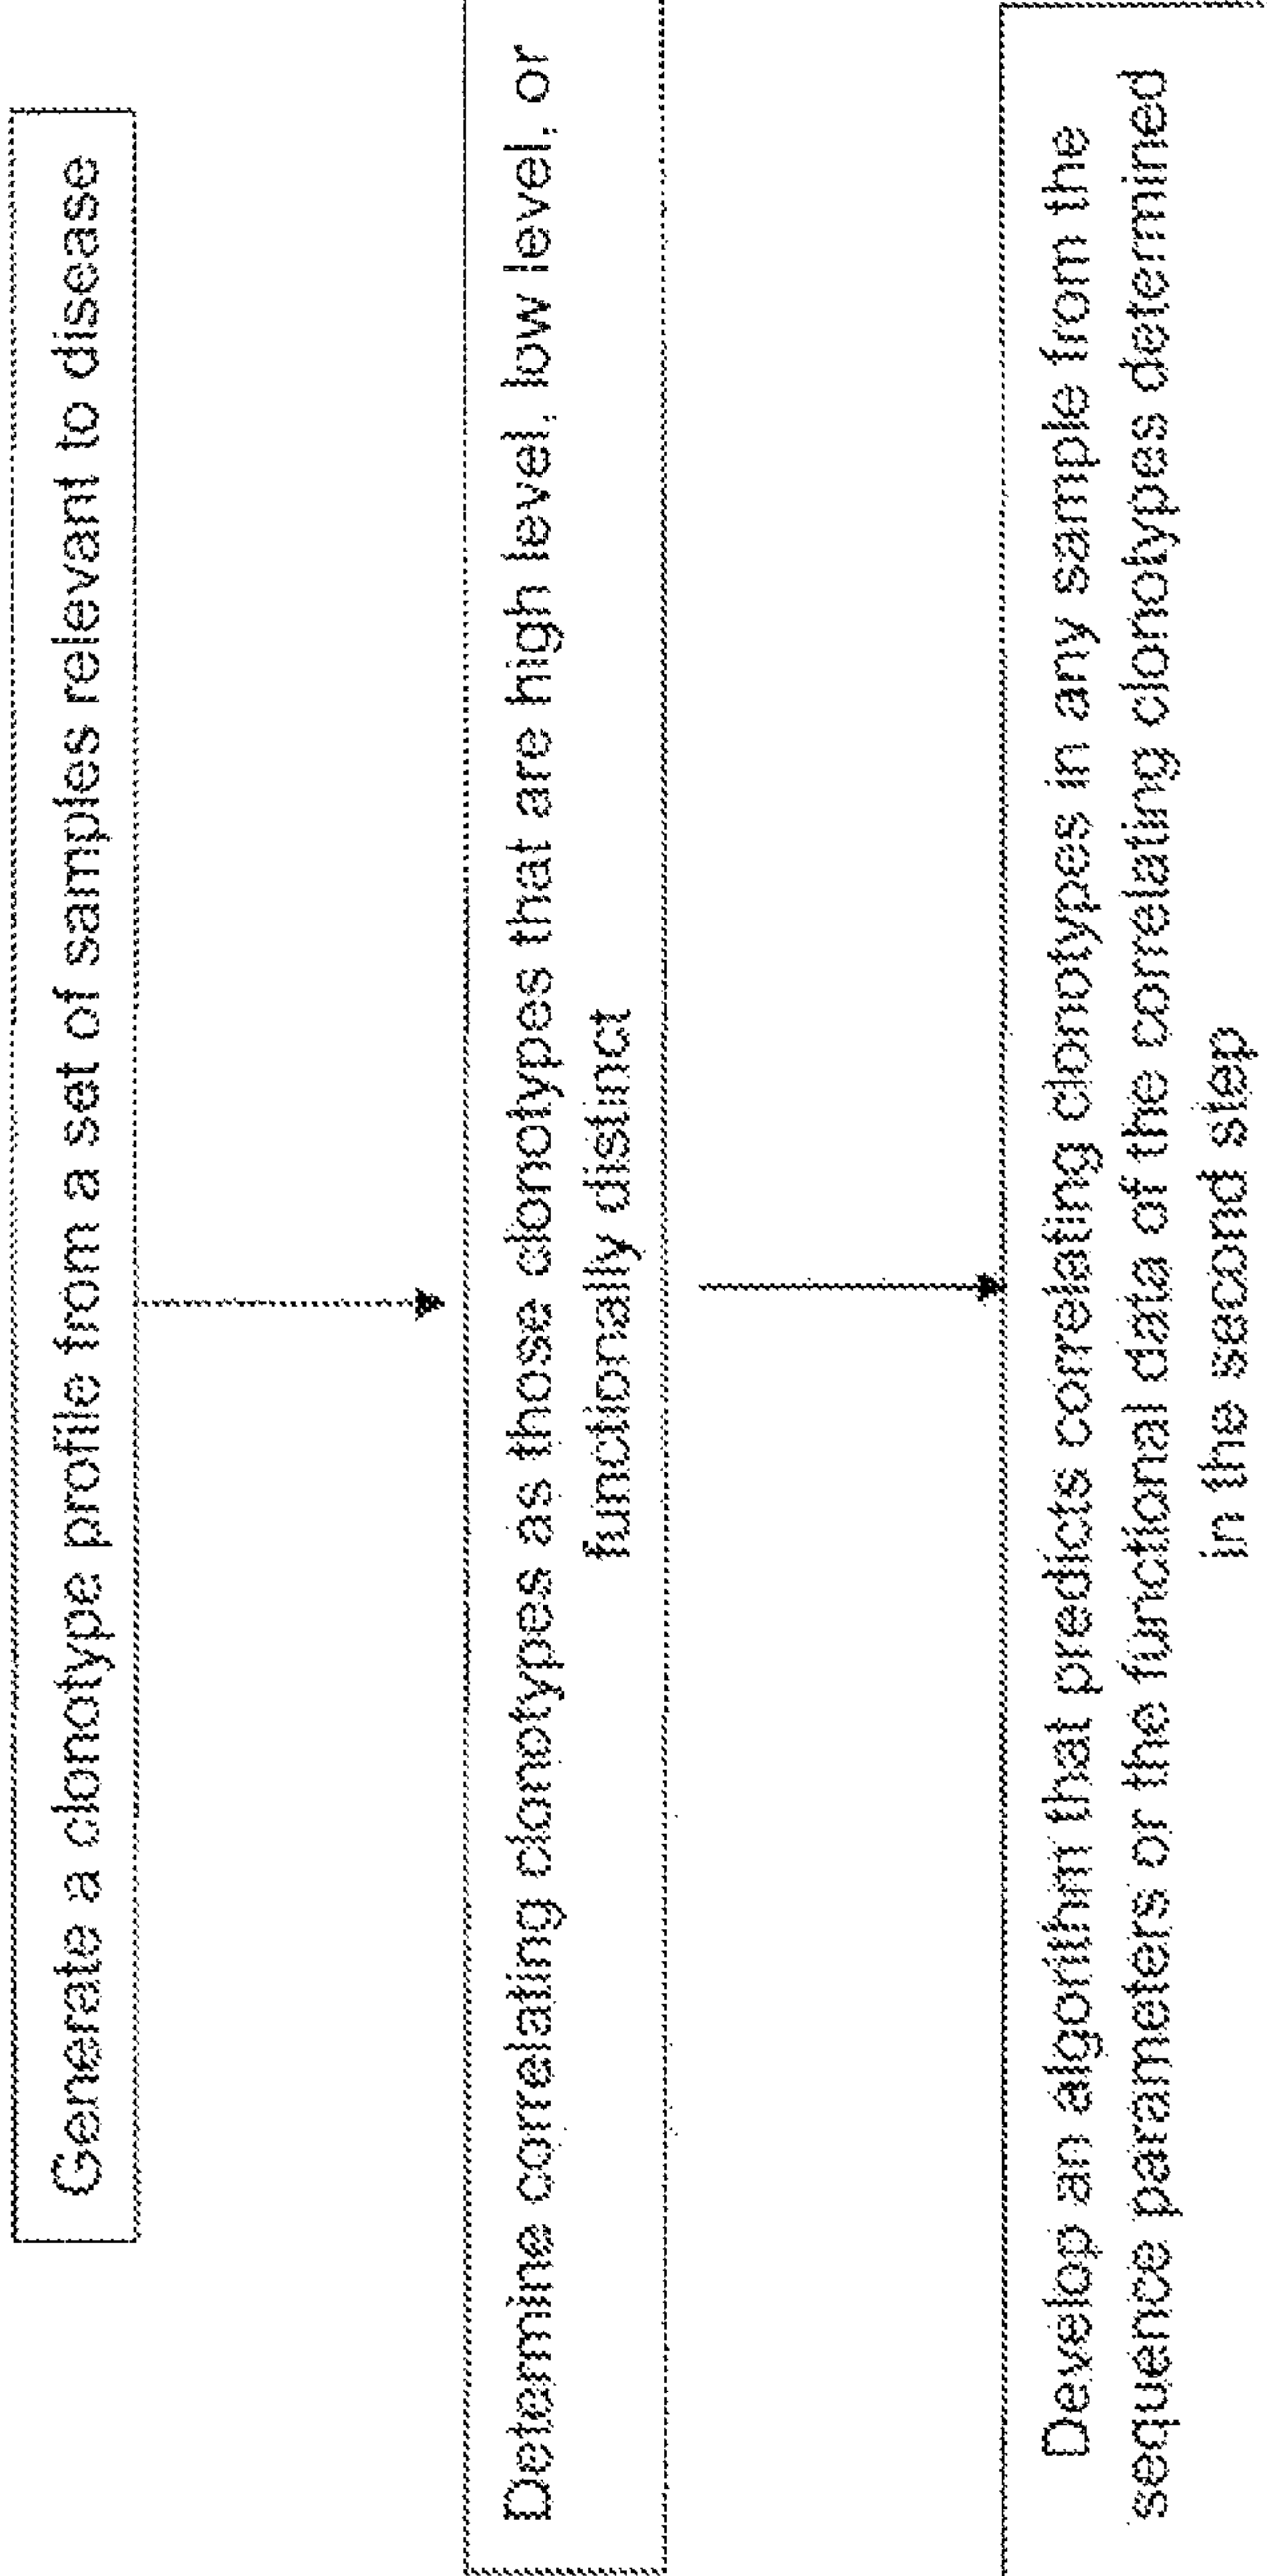 Generate a clonotype profile from a set of samples relevant to disease
Determine correlating clonotypes as those clonotypes that are high level, low level, or
functionally distinct
Develop an algorithm that predicts correlating clonotypes in any sample from the
sequence parameters or the functional data of the correlating clonotypes determined
in the second step